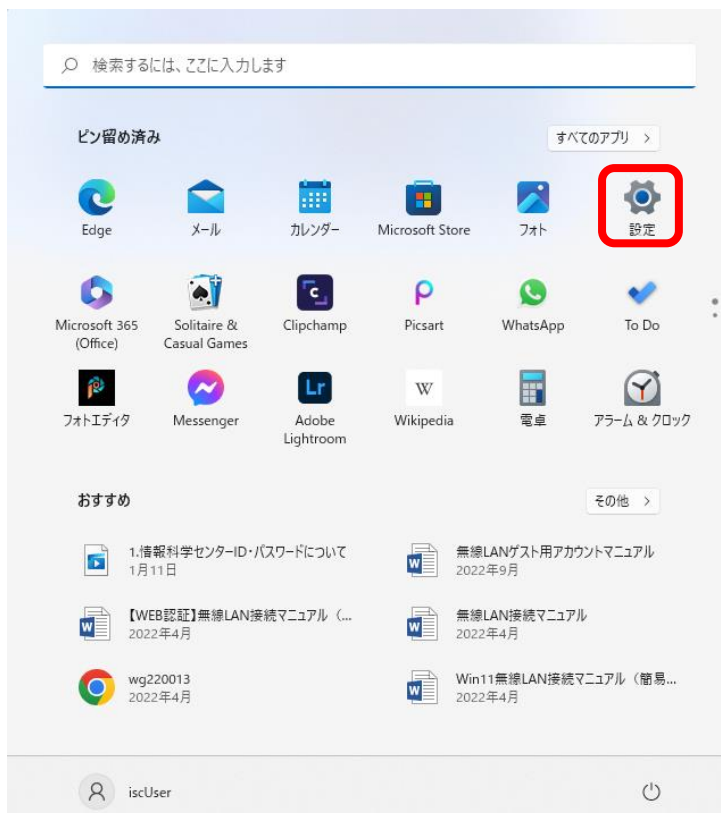 検索するには、ここに入力します
ピン留め済み
すべてのアプリ >
Edge
メール
カレンダー
Microsoft Store
フォト
設定
Microsoft 365
(Office)
Solitaire &
Casual Games
Clipchamp
Picsart
WhatsApp
To Do
フォトエディタ
Messenger
Lr
Adobe
Lightroom
W
Wikipedia
電卓
アラーム & クロック
おすすめ
その他 >
1.情報科学センターID・パスワードについて
1月11日
無線LANゲスト用アカウントマニュアル
2022年9月
【WEB認証】無線LAN接続マニュアル（...
2022年4月
無線LAN接続マニュアル
2022年4月
wg220013
2022年4月
Win11無線LAN接続マニュアル（簡易...
2022年4月
iscUser